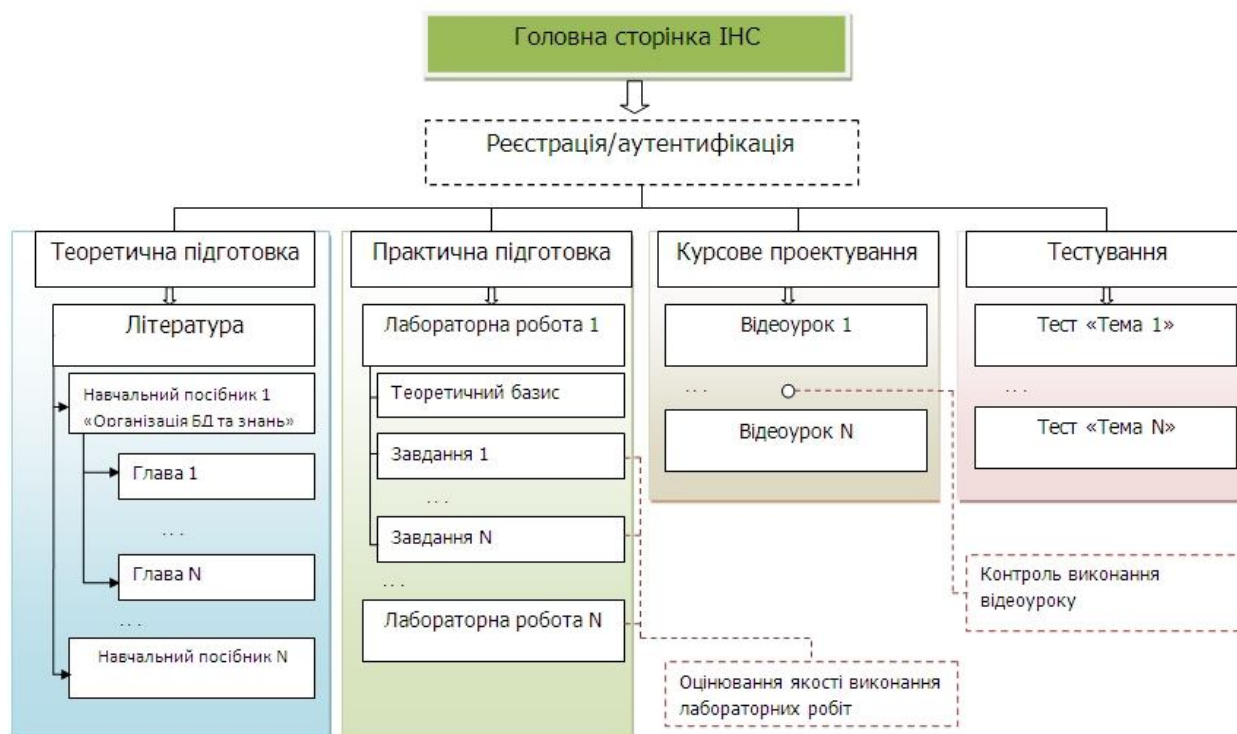 Головна сторінка ІНС
Реєстрація/аутентифікація
Теоретична підготовка
Література
Навчальний посібник 1
«Організація БД та знань»
Глава 1
...
Глава N
...
Навчальний посібник N
Практична підготовка
Лабораторна робота 1
Теоретичний базис
Завдання 1
...
Завдання N
...
Лабораторна робота N
Оцінювання якості виконання
лабораторних робіт
Курсове проектування
Відеоурок 1
...
Відеоурок N
Контроль виконання
відеоуроку
Тестування
Тест «Тема 1»
...
Тест «Тема N»